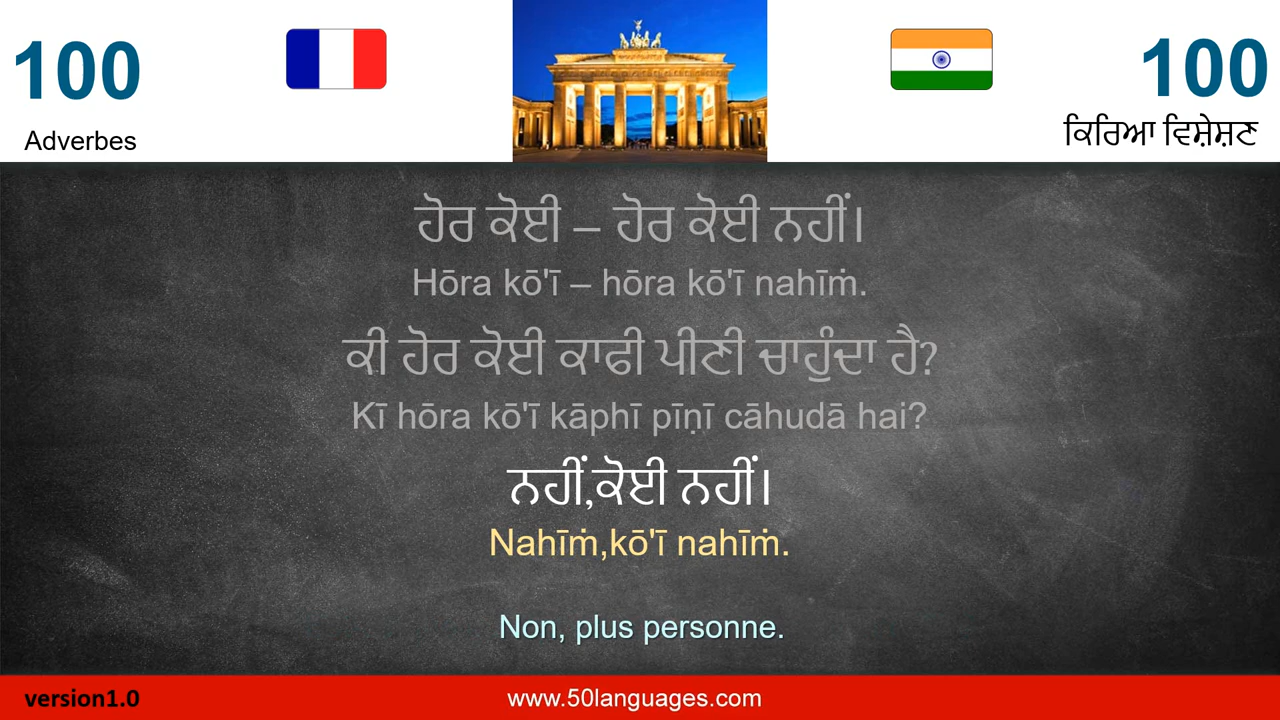 100
Adverbes
100
ਕਿਰਿਆ ਵਿਸ਼ੇਸ਼ਣ
ਹੋਰ ਕੋਈ – ਹੋਰ ਕੋਈ ਨਹੀਂ।
Hōra kō'ī – hōra kō'ī nahīṁ.
ਕੀ ਹੋਰ ਕੋਈ ਕਾਫੀ ਪੀਣੀ ਚਾਹੁੰਦਾ ਹੈ?
Kī hōra kō'ī kāphī pīṇī cāhudā hai?
ਨਹੀਂ,ਕੋਈ ਨਹੀਂ।
Nahīṁ,kō'ī nahīṁ.
Non, plus personne.
version1.0
www.50languages.com